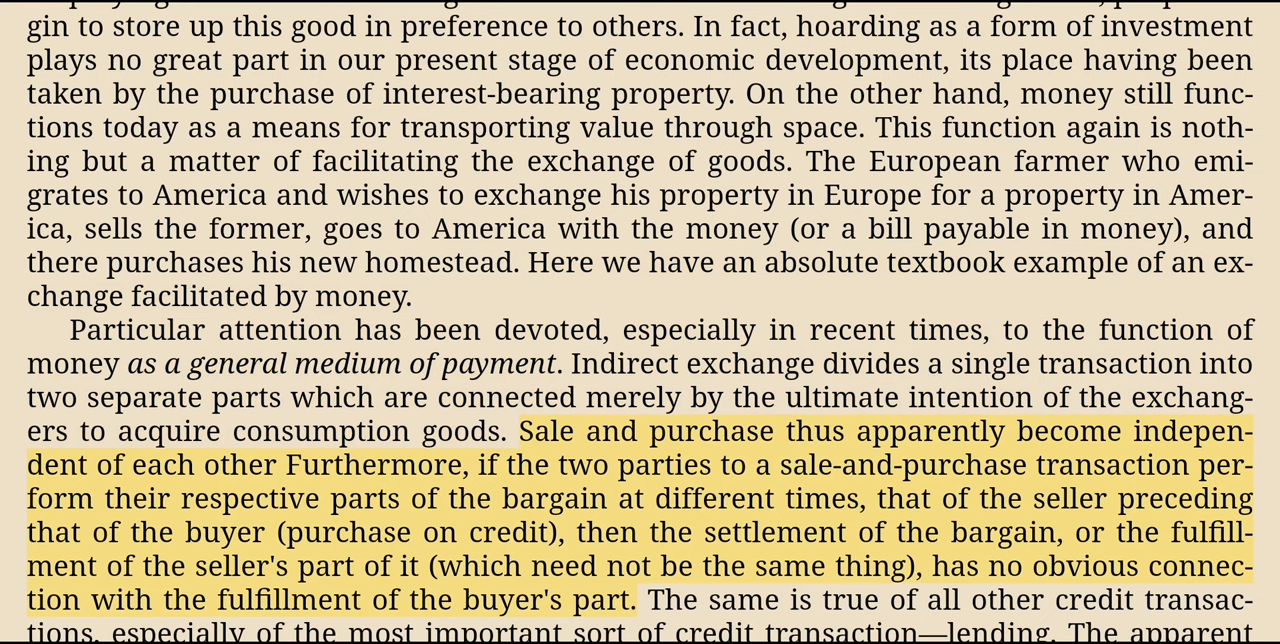 gin to store up this good in preference to others. In fact, hoarding as a form of investment
plays no great part in our present stage of economic development, its place having been
taken by the purchase of interest-bearing property. On the other hand, money still func-
tions today as a means for transporting value through space. This function again is noth-
ing but a matter of facilitating the exchange of goods. The European farmer who emi-
grates to America and wishes to exchange his property in Europe for a property in Amer-
ica, sells the former, goes to America with the money (or a bill payable in money), and
there purchases his new homestead. Here we have an absolute textbook example of an ex-
change facilitated by money.
Particular attention has been devoted, especially in recent times, to the function of
money as a general medium of payment. Indirect exchange divides a single transaction into
two separate parts which are connected merely by the ultimate intention of the exchang-
ers to acquire consumption goods. Sale and purchase thus apparently become indepen-
dent of each other Furthermore, if the two parties to a sale-and-purchase transaction per-
form their respective parts of the bargain at different times, that of the seller preceding
that of the buyer (purchase on credit), then the settlement of the bargain, or the fulfill-
ment of the seller's part of it (which need not be the same thing), has no obvious connec-
tion with the fulfillment of the buyer's part. The same is true of all other credit transac-
tions, especially of the most important sort of credit transaction—lending. The apparent